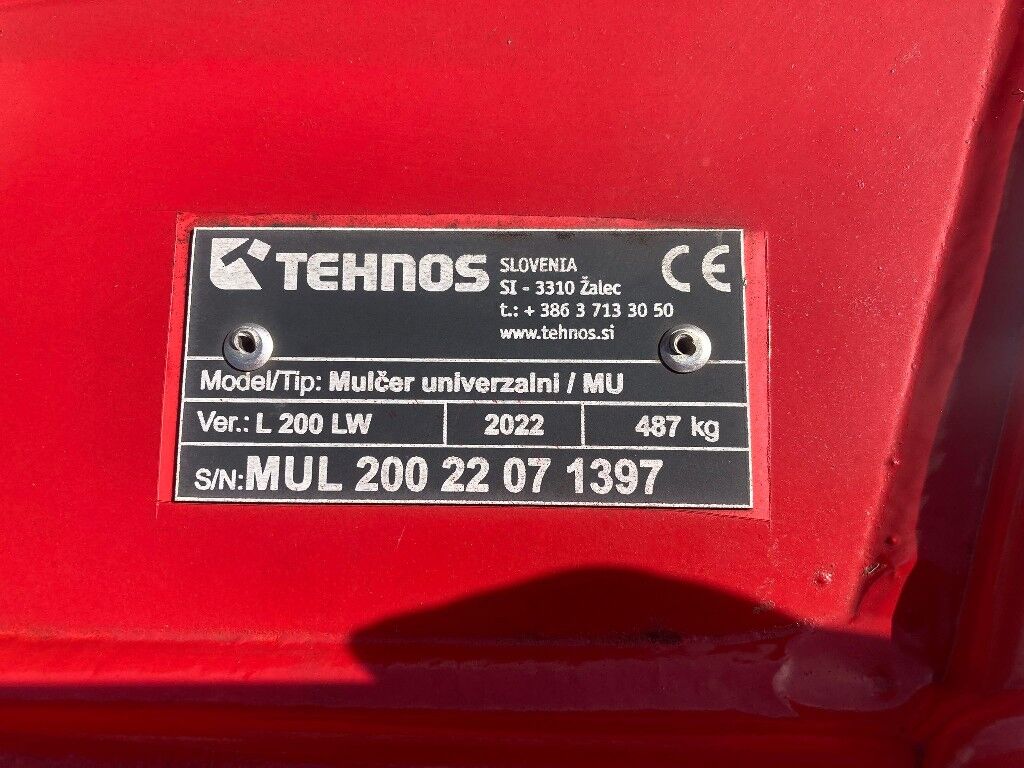 TEHNOS
SLOVENIA
SI - 3310 Žalec
t.: + 386 3 713 30 50
www.tehnos.si
CE
Model/Tip: Mulčer univerzalni / MU
Ver.: L 200 LW 2022 487 kg
S/N: MUL 200 22 07 1397